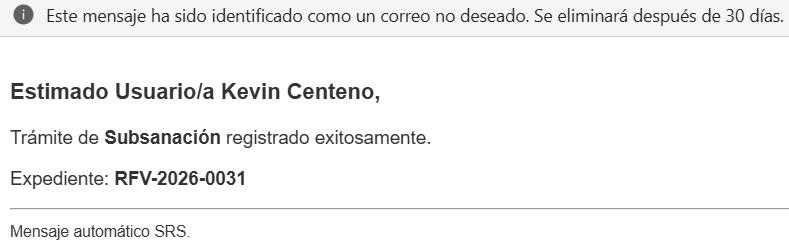 Este mensaje ha sido identificado como un correo no deseado. Se eliminará después de 30 días.
Estimado Usuario/a Kevin Centeno,
Trámite de Subsanación registrado exitosamente.
Expediente: RFV-2026-0031
Mensaje automático SRS.